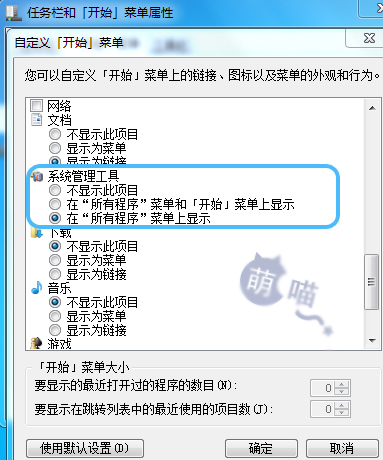 任务栏和「开始」菜单属性
自定义「开始」菜单
您可以自定义「开始」菜单上的链接、图标以及菜单的外观和行为。
网络
文档
不显示此项目
显示为菜单
显示为链接
系统管理工具
不显示此项目
在“所有程序”菜单和「开始」菜单上显示
在“所有程序”菜单上显示
下载
不显示此项目
显示为菜单
显示为链接
音乐
不显示此项目
显示为菜单
显示为链接
游戏
萌喵
「开始」菜单大小
要显示的最近打开过的程序的数目(N): 0
要显示在跳转列表中的最近使用的项目数(J): 0
使用默认设置(D) 确定 取消